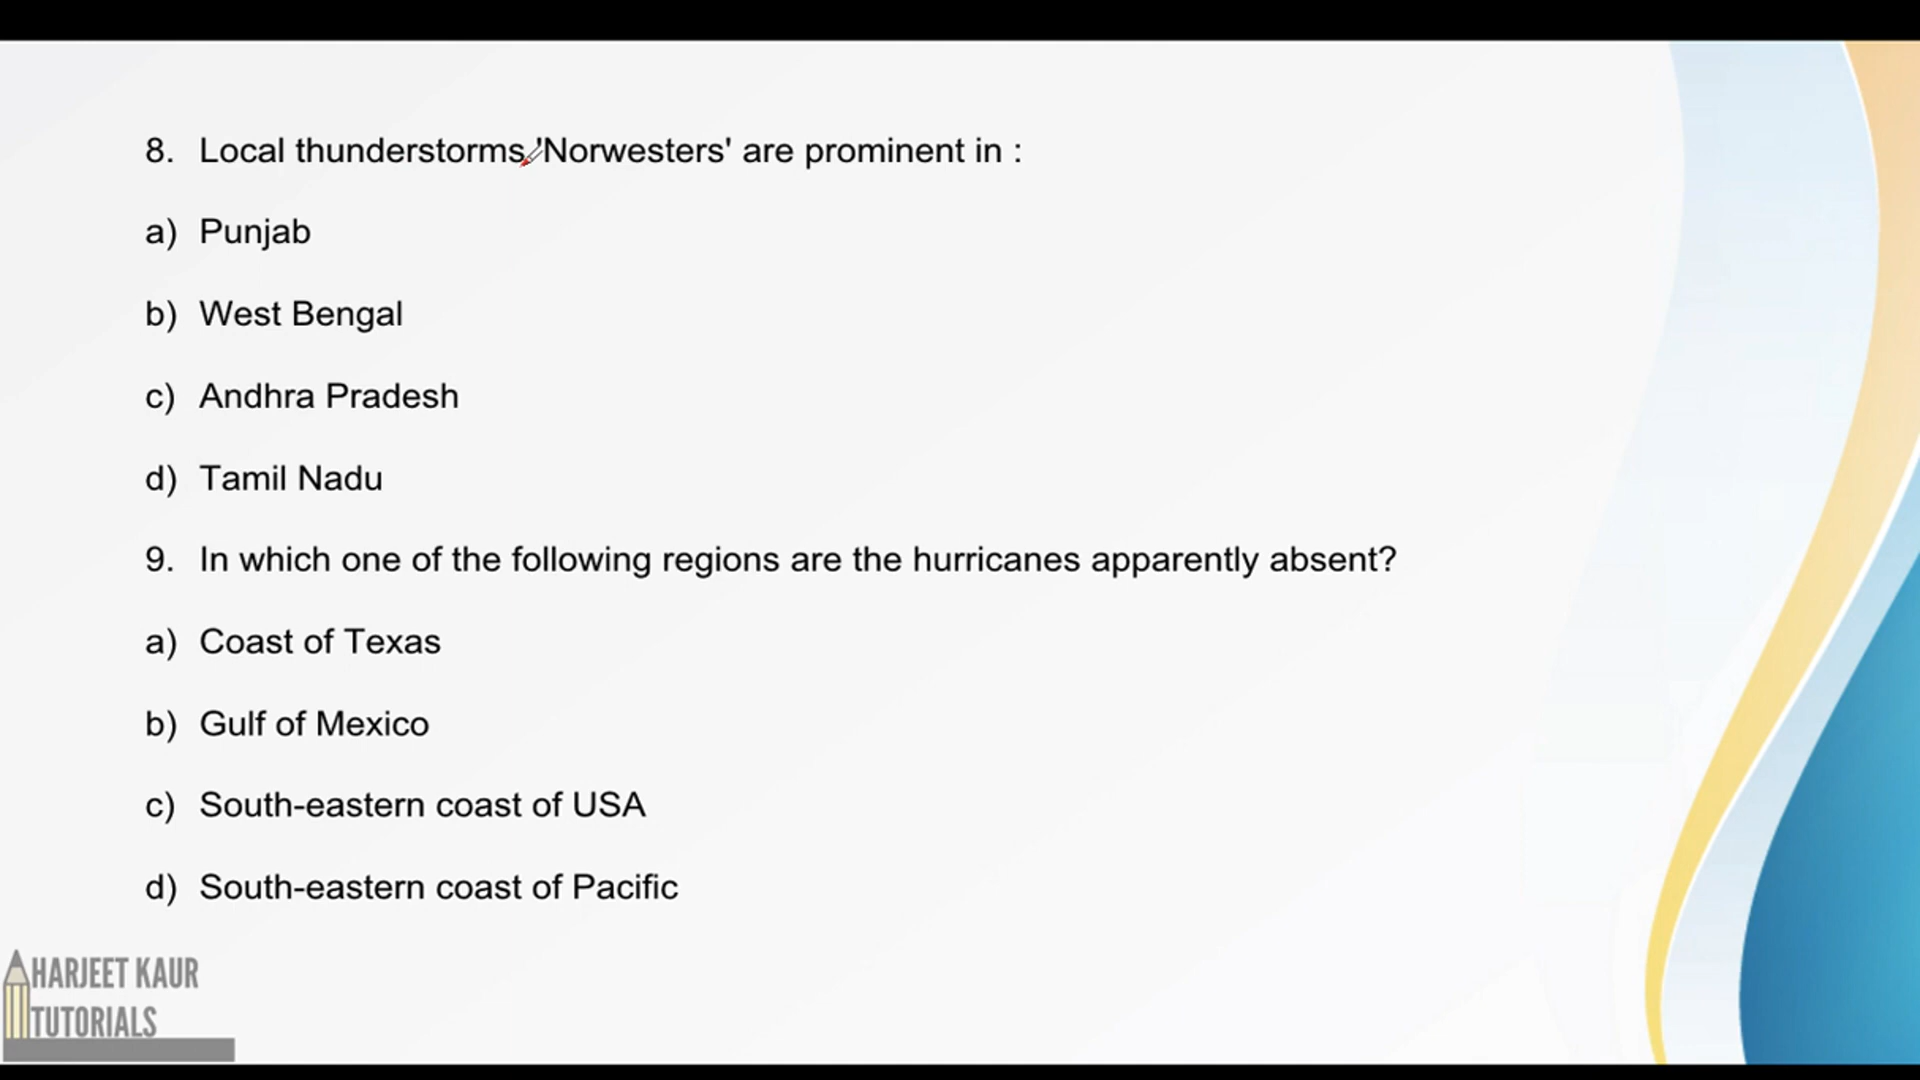 8. Local thunderstorms 'Norwesters' are prominent in :
a) Punjab
b) West Bengal
c) Andhra Pradesh
d) Tamil Nadu
9. In which one of the following regions are the hurricanes apparently absent?
a) Coast of Texas
b) Gulf of Mexico
c) South-eastern coast of USA
d) South-eastern coast of Pacific
HARJEET KAUR
TUTORIALS